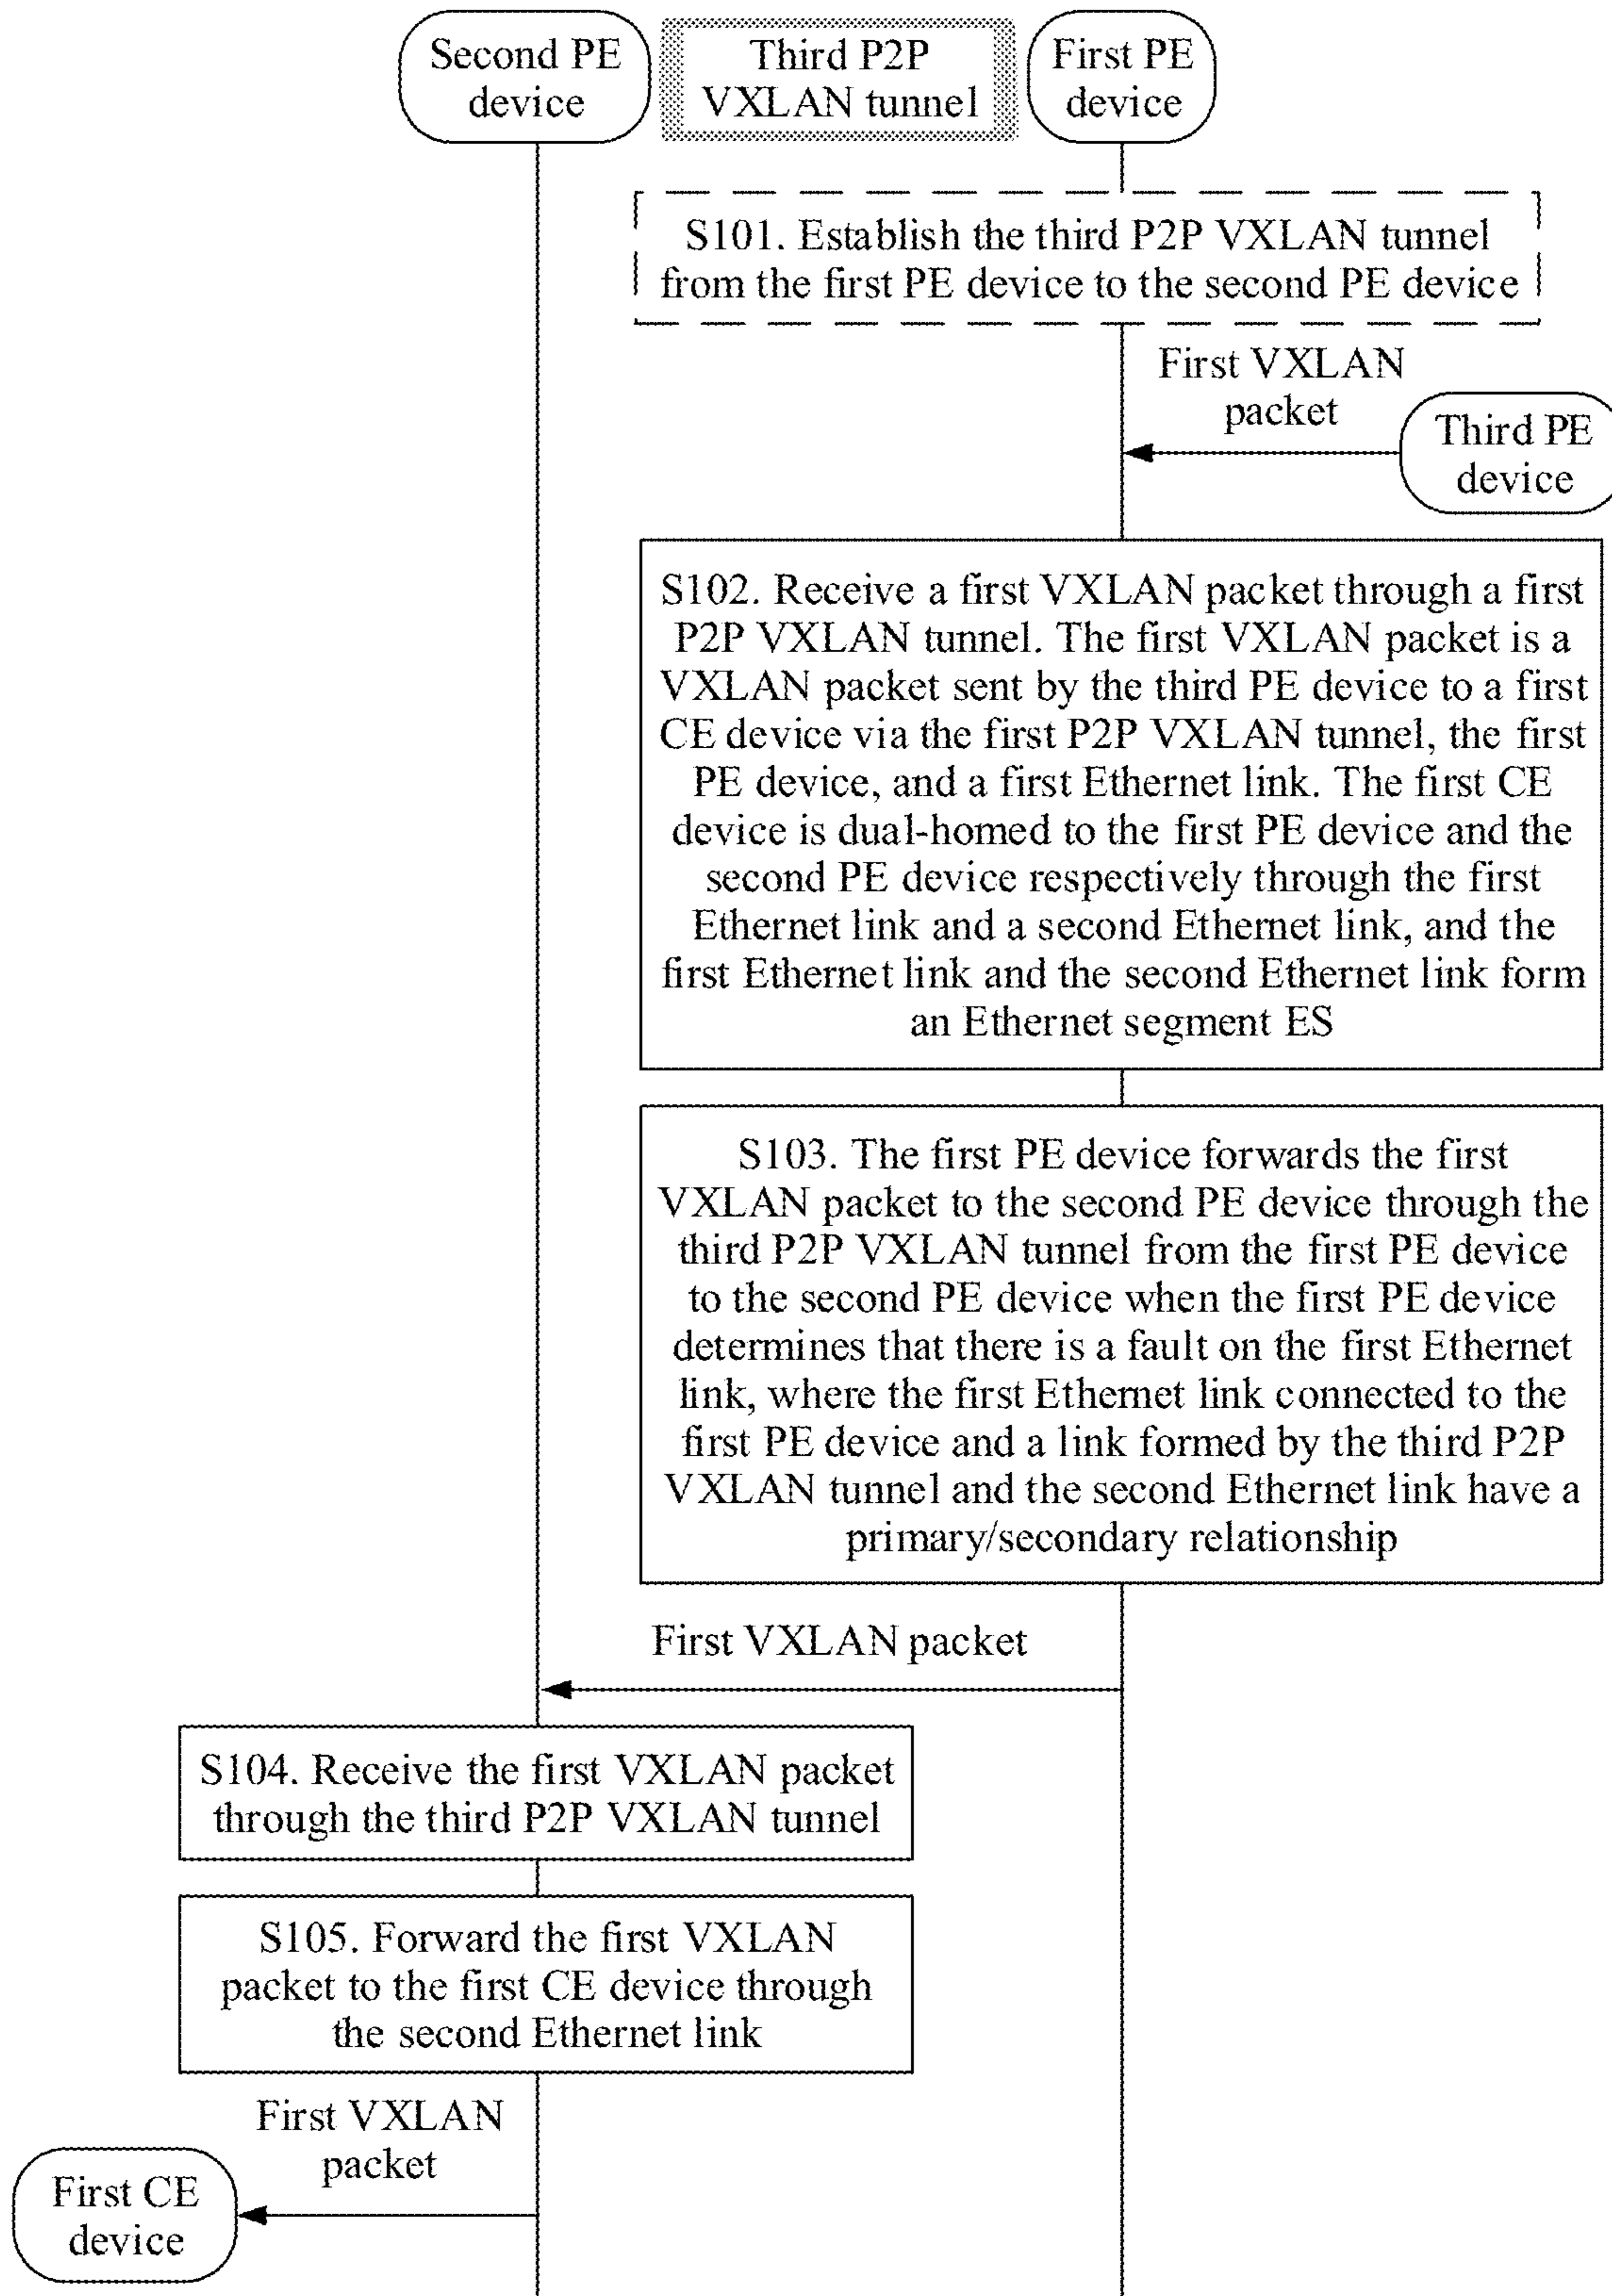 Second PE
device
Third P2P
VXLAN tunnel
First PE
device
S101. Establish the third P2P VXLAN tunnel
from the first PE device to the second PE device
First VXLAN
packet
Third PE
device
S102. Receive a first VXLAN packet through a first
P2P VXLAN tunnel. The first VXLAN packet is a
VXLAN packet sent by the third PE device to a first
CE device via the first P2P VXLAN tunnel, the first
PE device, and a first Ethernet link. The first CE
device is dual-homed to the first PE device and the
second PE device respectively through the first
Ethernet link and a second Ethernet link, and the
first Ethernet link and the second Ethernet link form
an Ethernet segment ES
S103. The first PE device forwards the first
VXLAN packet to the second PE device through the
third P2P VXLAN tunnel from the first PE device
to the second PE device when the first PE device
determines that there is a fault on the first Ethernet
link, where the first Ethernet link connected to the
first PE device and a link formed by the third P2P
VXLAN tunnel and the second Ethernet link have a
primary/secondary relationship
First VXLAN packet
S104. Receive the first VXLAN packet
through the third P2P VXLAN tunnel
S105. Forward the first VXLAN
packet to the first CE device through
the second Ethernet link
First VXLAN
packet
First CE
device